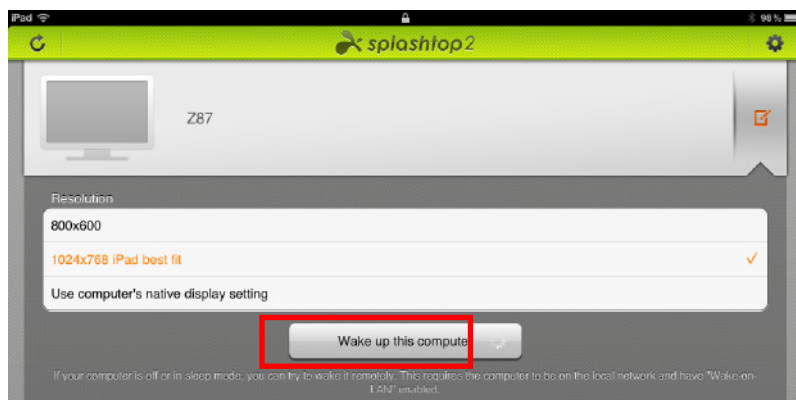 iPad 98%
splashtop2
Z87
Resolution
800x600
1024x768 iPad best fit
Use computer's native display setting
Wake up this compute
If your computer is off or in sleep mode, you can try to wake it remotely. This requires the computer to be on the local network and have "Wake-on-
LAN" enabled.